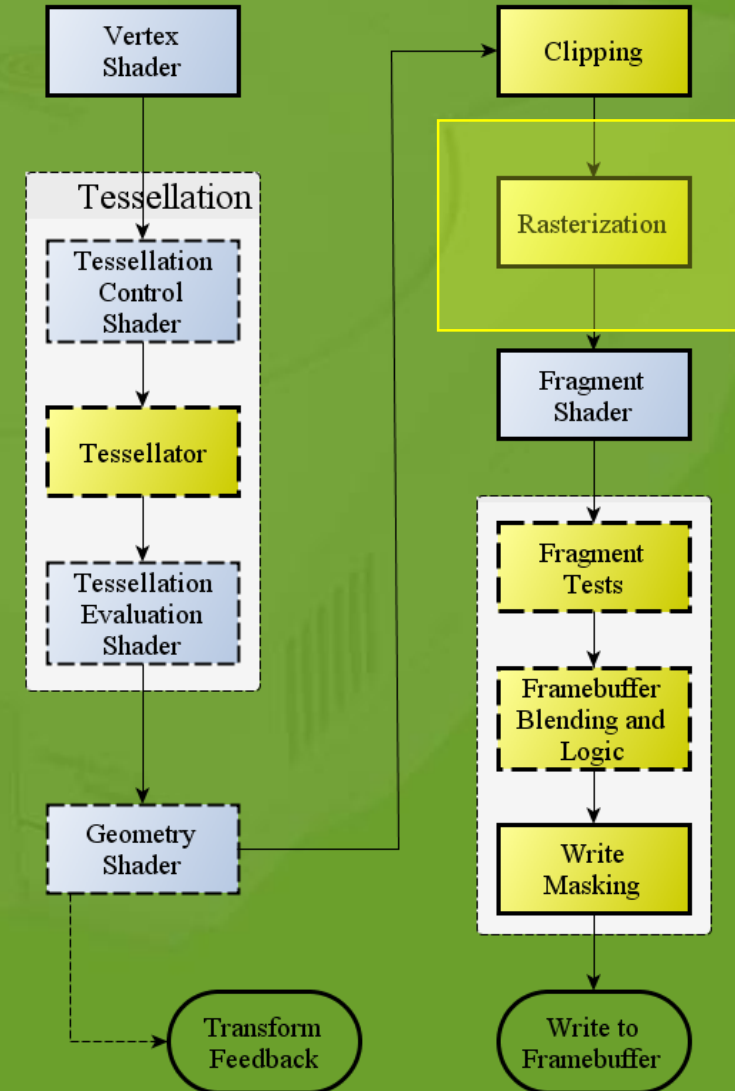 Vertex
Shader
Tessellation
Tessellation
Control
Shader
Tessellator
Tessellation
Evaluation
Shader
Geometry
Shader
Transform
Feedback
Clipping
Rasterization
Fragment
Shader
Fragment
Tests
Framebuffer
Blending and
Logic
Write
Masking
Write to
Framebuffer